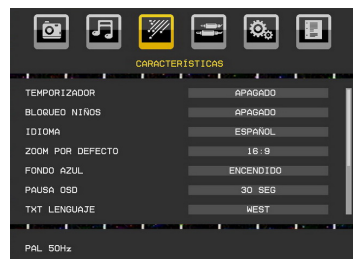 CARACTERÍSTICAS
TEMPORIZADOR APAGADO
BLOQUEO NIÑOS APAGADO
IDIOMA ESPAÑOL
ZOOM POR DEFECTO 16:9
FONDO AZUL ENCENDIDO
PAUSA OSD 30 SEG
TXT LENGUAJE WEST
PAL 50Hz